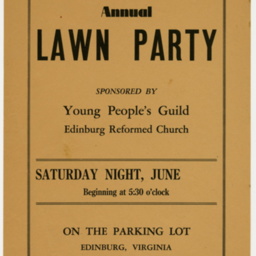 Annual
LAWN PARTY
SPONSORED BY
Young People's Guild
Edinburg Reformed Church
SATURDAY NIGHT, JUNE
Beginning at 5:30 o'clock
ON THE PARKING LOT
EDINBURG, VIRGINIA